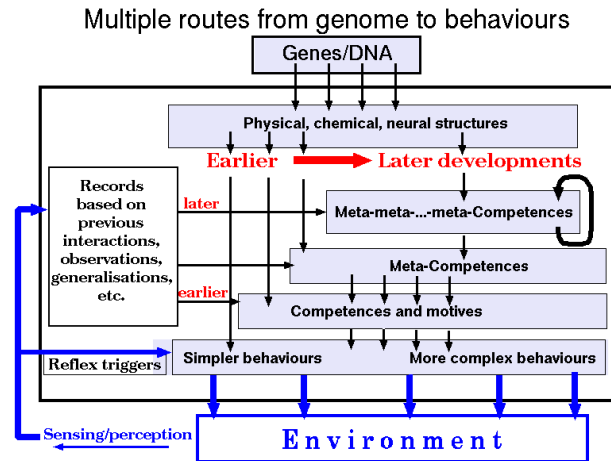 Multiple routes from genome to behaviours
Genes/DNA
Physical, chemical, neural structures
Earlier Later developments
Records
based on
previous
interactions,
observations,
generalisations,
etc.
later
Meta-meta-...-meta-Competences
Meta-Competences
earlier
Competences and motives
Reflex triggers
Simpler behaviours More complex behaviours
Sensing/perception
Environment